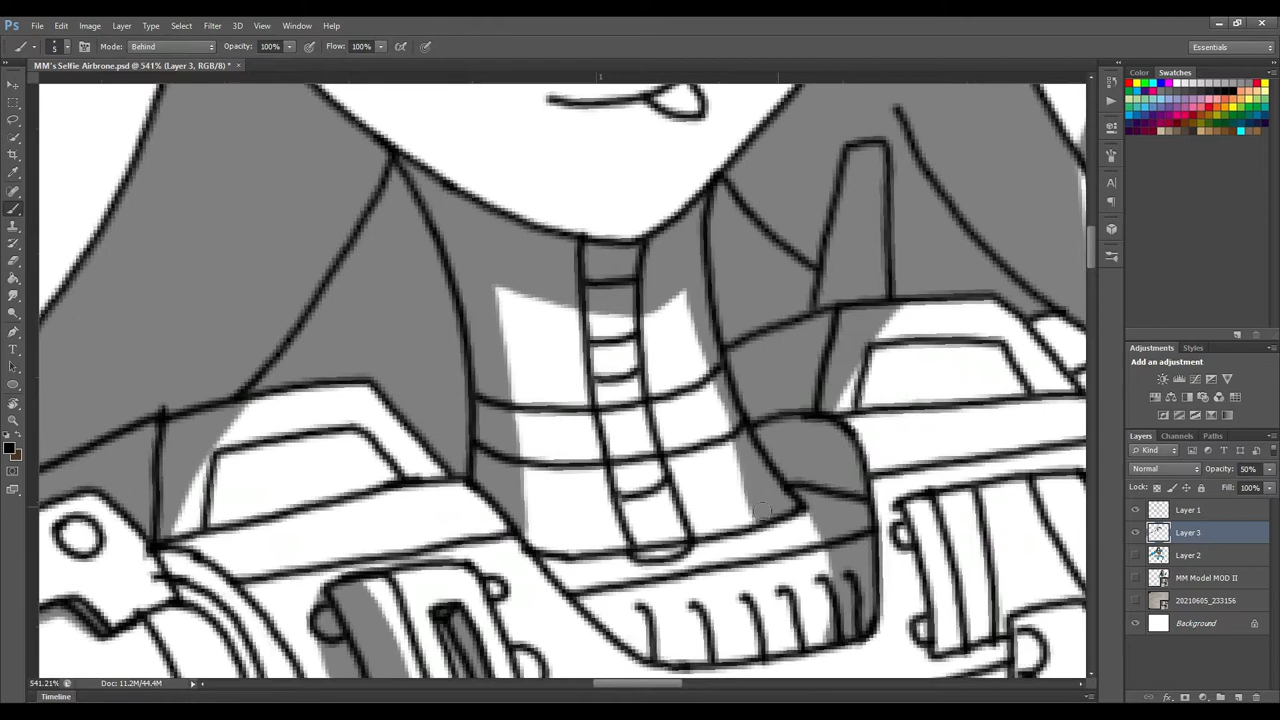 Ps File Edit Image Layer Type Select Filter 3D View Window Help
5 Mode: Behind Opacity: 100% Flow: 100% Essentials
MM's Selfie Airbrone.psd @ 541% (Layer 3, RGB/8) * ×
1
Color Swatches
Adjustments Styles
Add an adjustment
Layers Channels Paths
Kind
Normal Opacity: 50%
Lock: Fill: 100%
Layer 1
Layer 3
Layer 2
MM Model MOD II
20210605_233156
Background
541.21% Doc: 11.2M/44.4M
Timeline